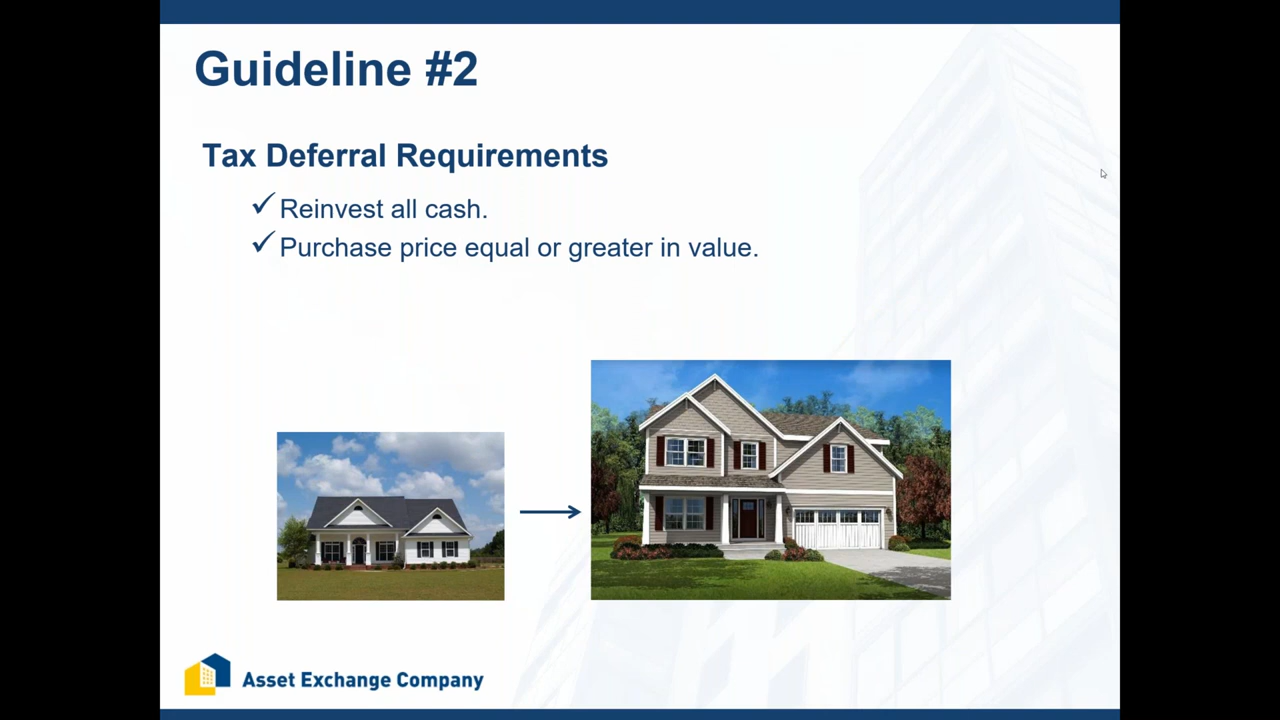 Guideline #2
Tax Deferral Requirements
Reinvest all cash.
Purchase price equal or greater in value.
Asset Exchange Company